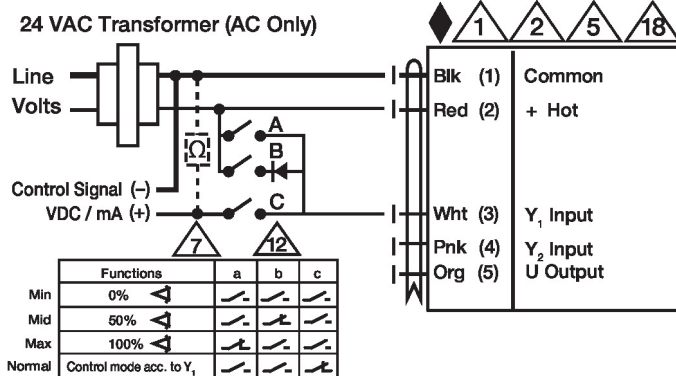 24 VAC Transformer (AC Only)
1 2 5 18
Line
Volts
Blk (1) Common
Red (2) + Hot
A
Ω
B
Control Signal (–)
VDC / mA (+)
C
Wht (3) Y1 Input
7
12
Pnk (4) Y2 Input
Org (5) U Output
Functions a b c
Min 0%
Mid 50%
Max 100%
Normal Control mode acc. to Y1